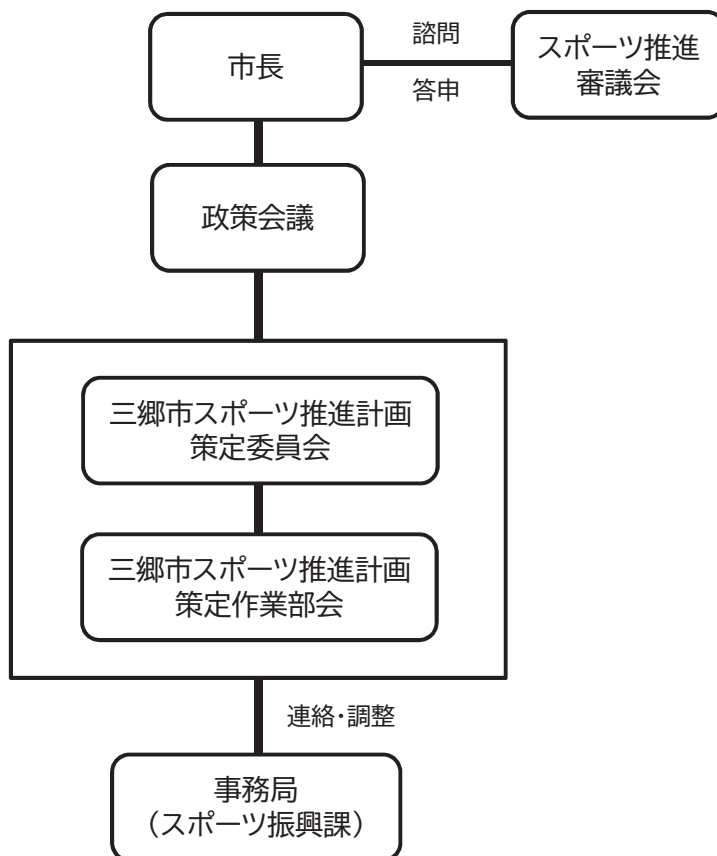 市長
諮問
答申
スポーツ推進
審議会
政策会議
三郷市スポーツ推進計画
策定委員会
三郷市スポーツ推進計画
策定作業部会
連絡・調整
事務局
（スポーツ振興課）